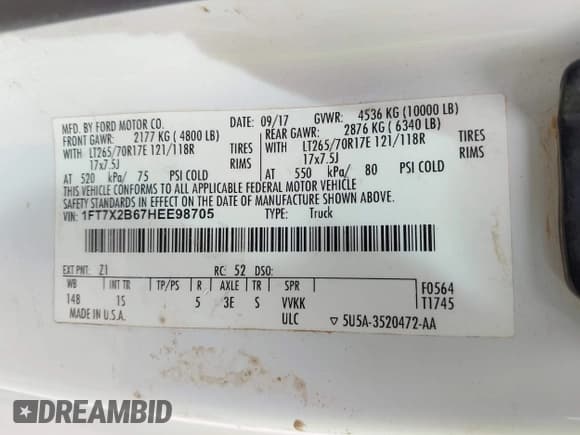 MFD. BY FORD MOTOR CO. DATE: 09/17 GVWR: 4536 KG (10000 LB)
FRONT GAWR: 2177 KG ( 4800 LB) REAR GAWR: 2876 KG ( 6340 LB)
WITH LT265/70R17E 121/118R TIRES WITH LT265/70R17E 121/118R TIRES
17x7.5J RIMS 17x7.5J RIMS
AT 520 kPa/ 75 PSI COLD AT 550 kPa/ 80 PSI COLD
THIS VEHICLE CONFORMS TO ALL APPLICABLE FEDERAL MOTOR VEHICLE
SAFETY STANDARDS IN EFFECT ON THE DATE OF MANUFACTURE SHOWN ABOVE.
VIN: 1FT7X2B67HEE98705 TYPE: Truck
EXT PNT: Z1 RC: 52 DSO:
WB INT TR TP/PS R AXLE TR SPR F0564
148 15 5 3E S VVKK T1745
MADE IN U.S.A. ULC ▽ 5U5A-3520472-AA
DREAMBID